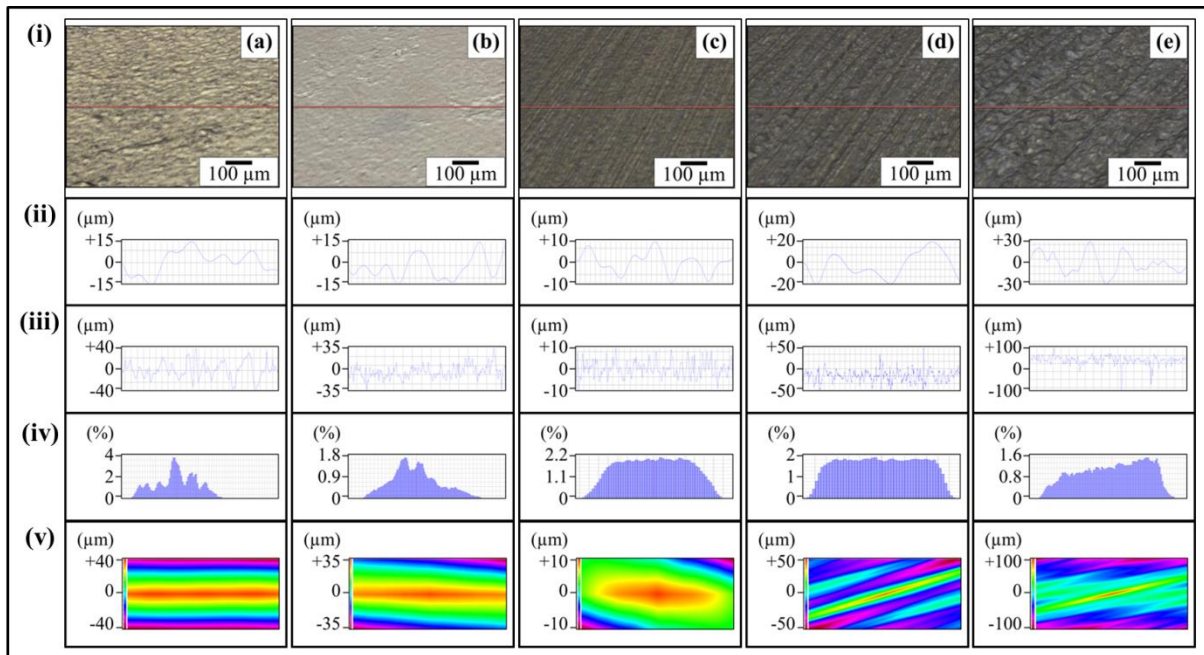 (i) (a) (b) (c) (d) (e)
100 µm 100 µm 100 µm 100 µm 100 µm
(ii) (µm) (µm) (µm) (µm) (µm)
+15 +15 +10 +20 +30
0 0 0 0 0
-15 -15 -10 -20 -30
(iii) (µm) (µm) (µm) (µm) (µm)
+40 +35 +10 +50 +100
0 0 0 0 0
-40 -35 -10 -50 -100
(iv) (%) (%) (%) (%) (%)
4 1.8 2.2 2 1.6
2 0.9 1.1 1 0.8
0 0 0 0 0
(v) (µm) (µm) (µm) (µm) (µm)
+40 +35 +10 +50 +100
0 0 0 0 0
-40 -35 -10 -50 -100